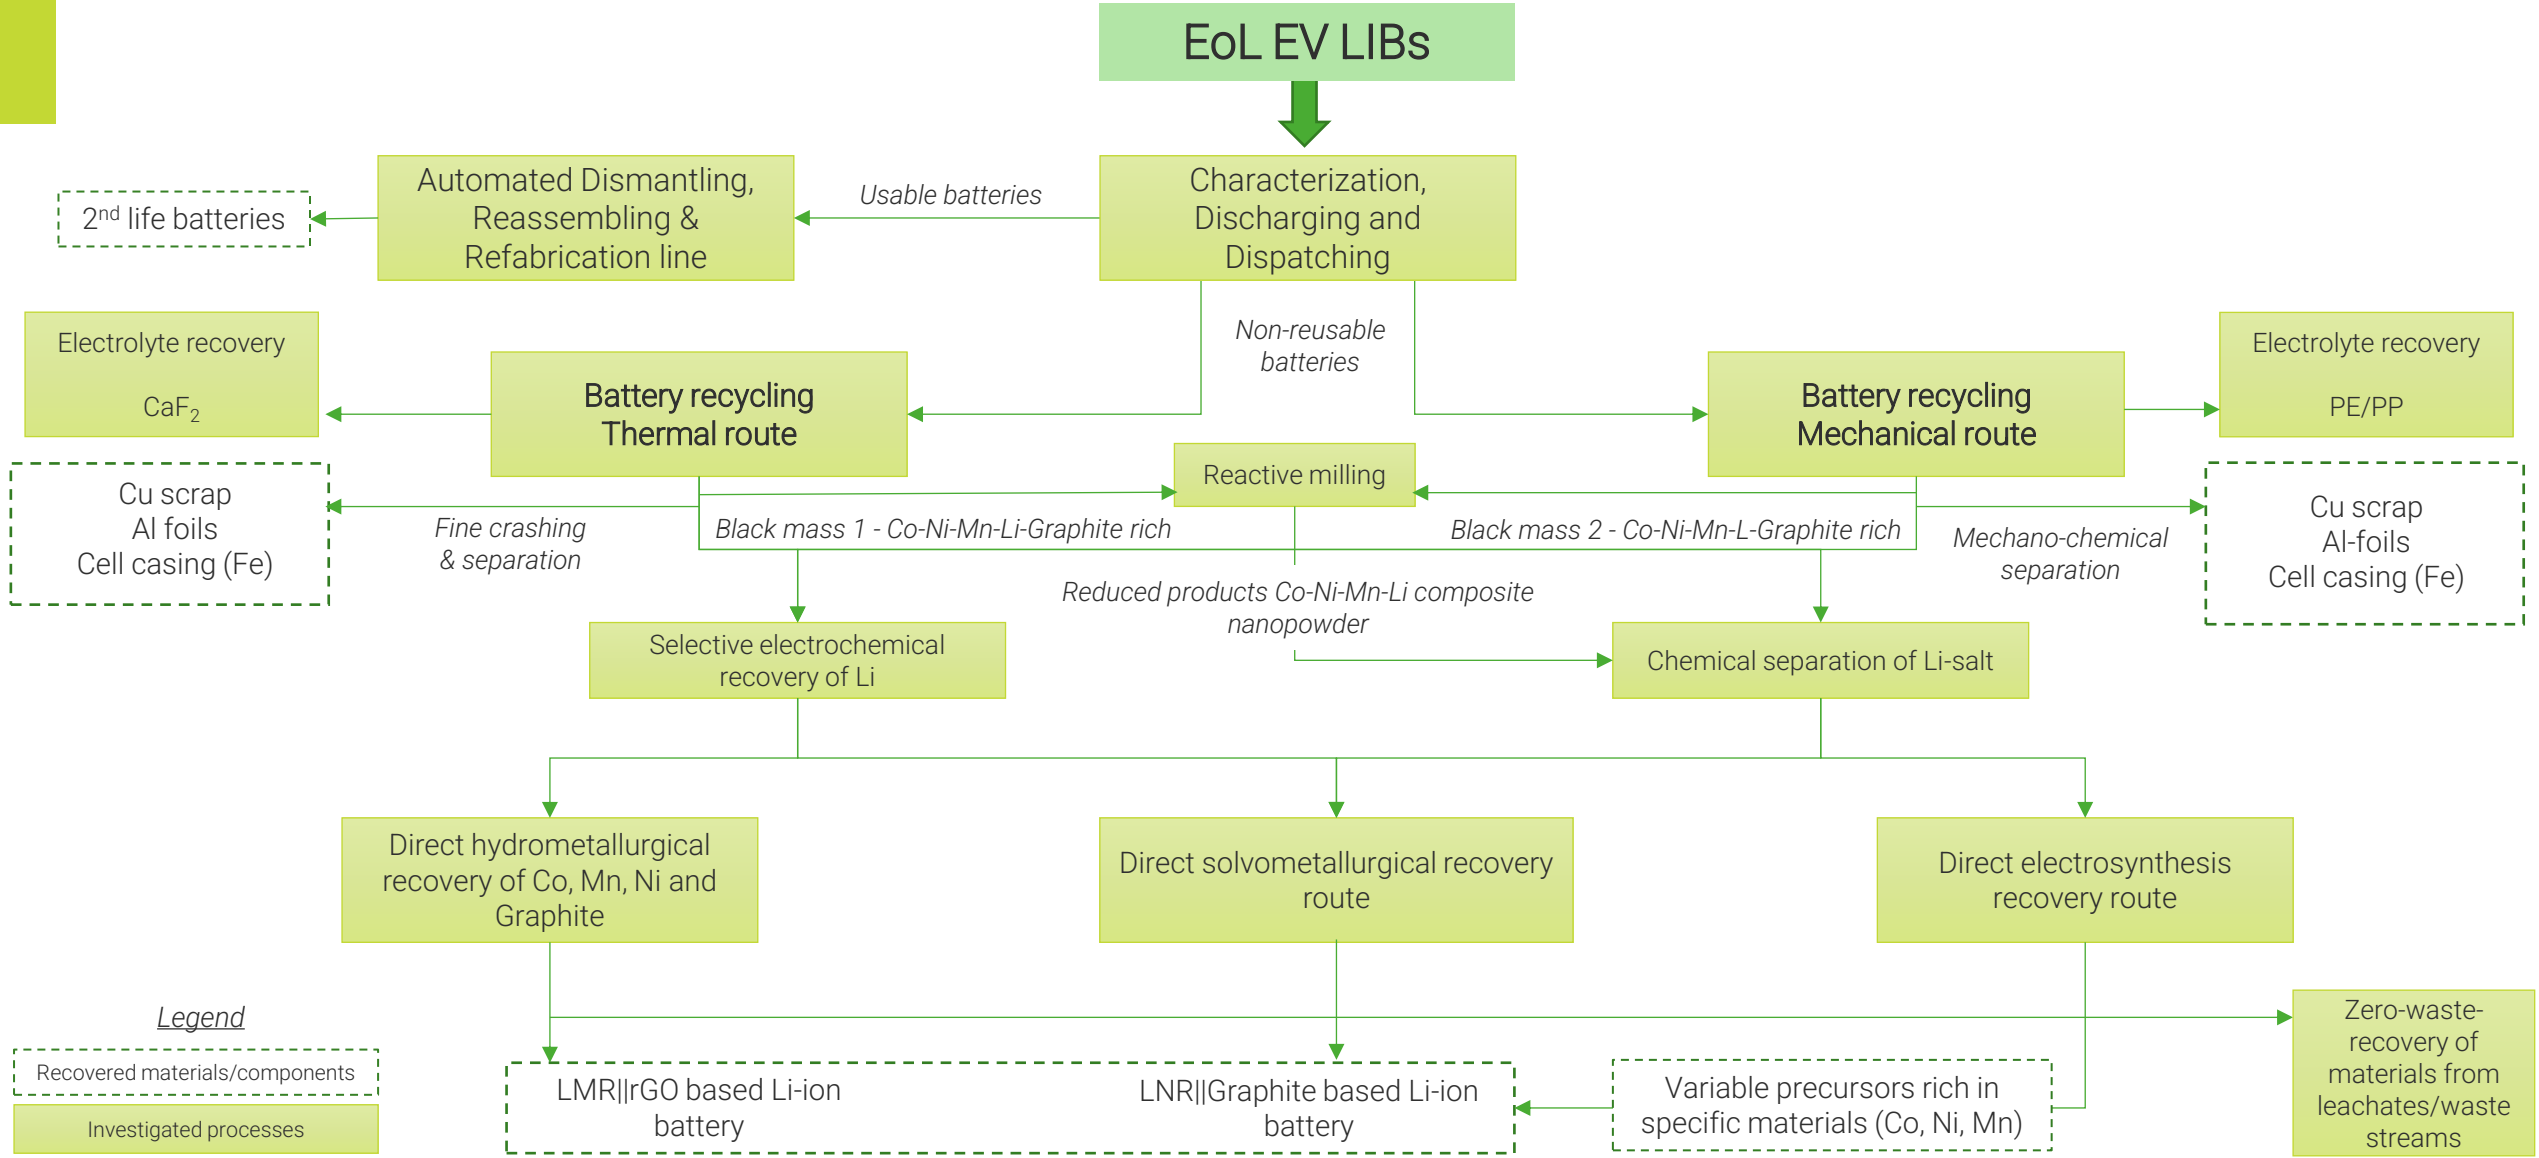 EoL EV LIBs
2nd life batteries
Automated Dismantling,
Reassembling &
Refabrication line
Usable batteries
Characterization,
Discharging and
Dispatching
Electrolyte recovery
CaF2
Battery recycling
Thermal route
Non-reusable
batteries
Battery recycling
Mechanical route
Electrolyte recovery
PE/PP
Cu scrap
Al foils
Cell casing (Fe)
Fine crashing
& separation
Reactive milling
Black mass 1 - Co-Ni-Mn-Li-Graphite rich
Black mass 2 - Co-Ni-Mn-L-Graphite rich
Mechano-chemical
separation
Cu scrap
Al-foils
Cell casing (Fe)
Reduced products Co-Ni-Mn-Li composite
nanopowder
Selective electrochemical
recovery of Li
Chemical separation of Li-salt
Direct hydrometallurgical
recovery of Co, Mn, Ni and
Graphite
Direct solvometallurgical recovery
route
Direct electrosynthesis
recovery route
Legend
Recovered materials/components
Investigated processes
LMR||rGO based Li-ion
battery
LNR||Graphite based Li-ion
battery
Variable precursors rich in
specific materials (Co, Ni, Mn)
Zero-waste-
recovery of
materials from
leachates/waste
streams